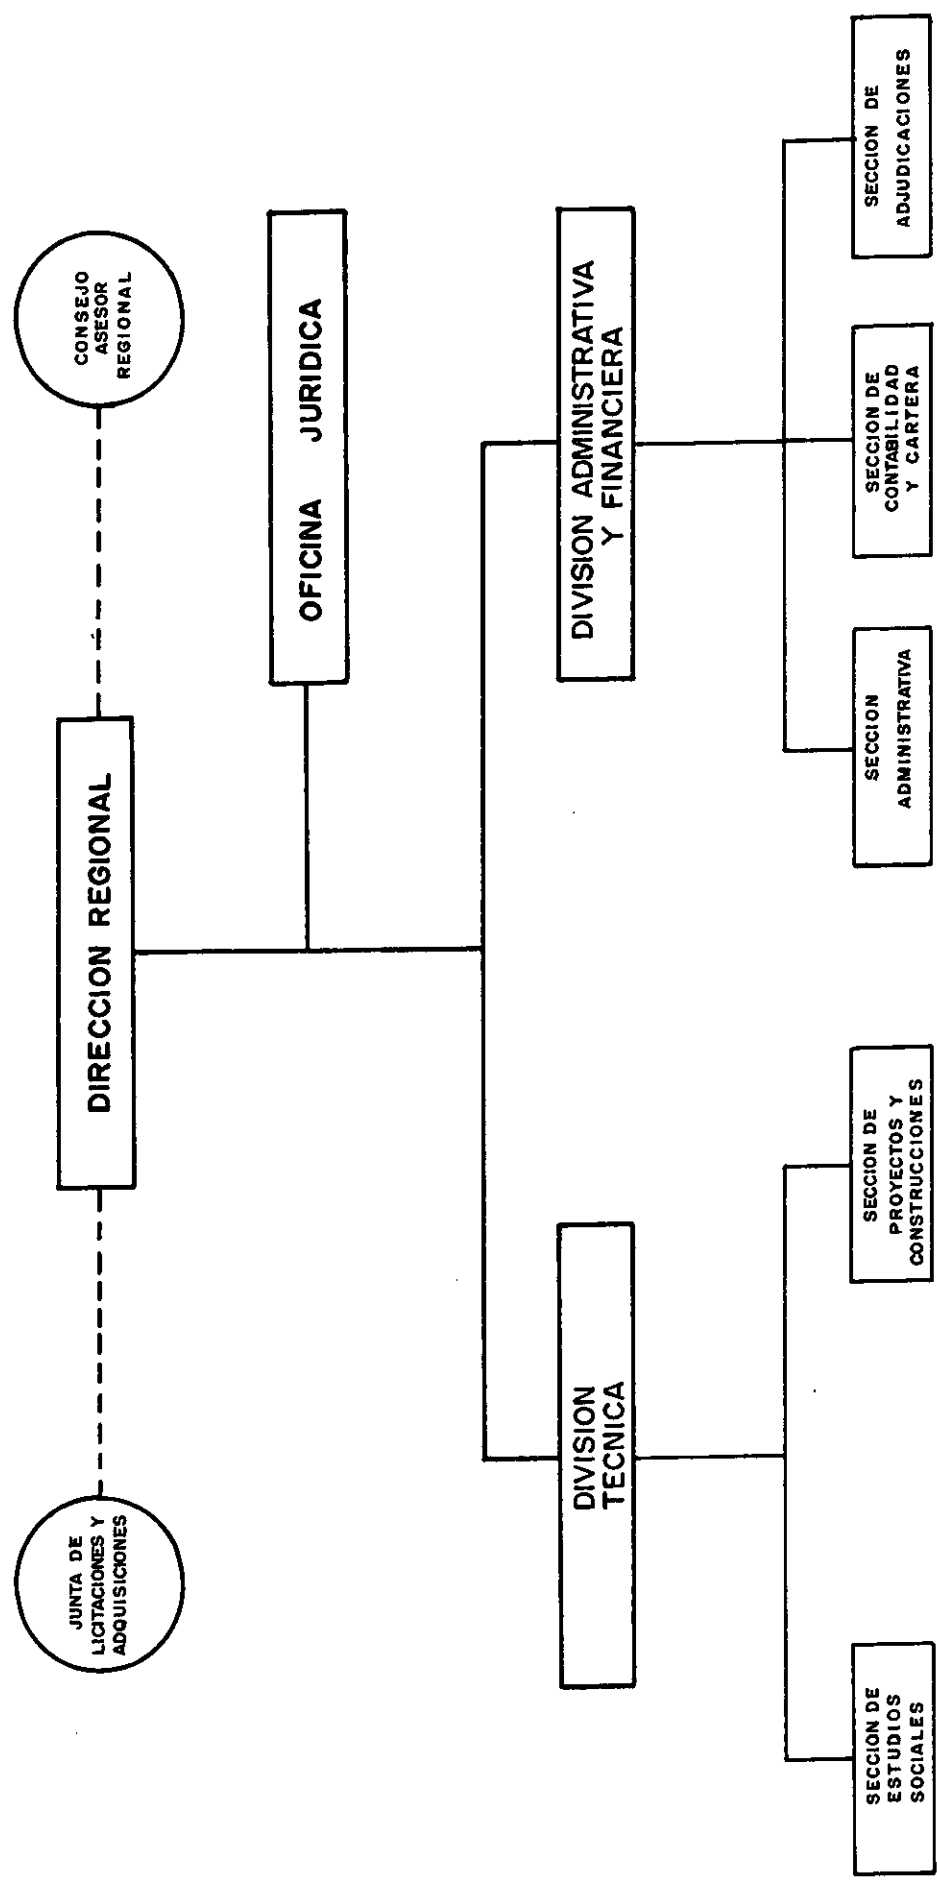 JUNTA DE
LICITACIONES Y
ADQUISICIONES
DIRECCION REGIONAL
CONSEJO
ASESOR
REGIONAL
OFICINA JURIDICA
DIVISION
TECNICA
DIVISION ADMINISTRATIVA
Y FINANCIERA
SECCION DE
ESTUDIOS
SOCIALES
SECCION DE
PROYECTOS Y
CONSTRUCCIONES
SECCION
ADMINISTRATIVA
SECCION DE
CONTABILIDAD
Y CARTERA
SECCION DE
ADJUDICACIONES